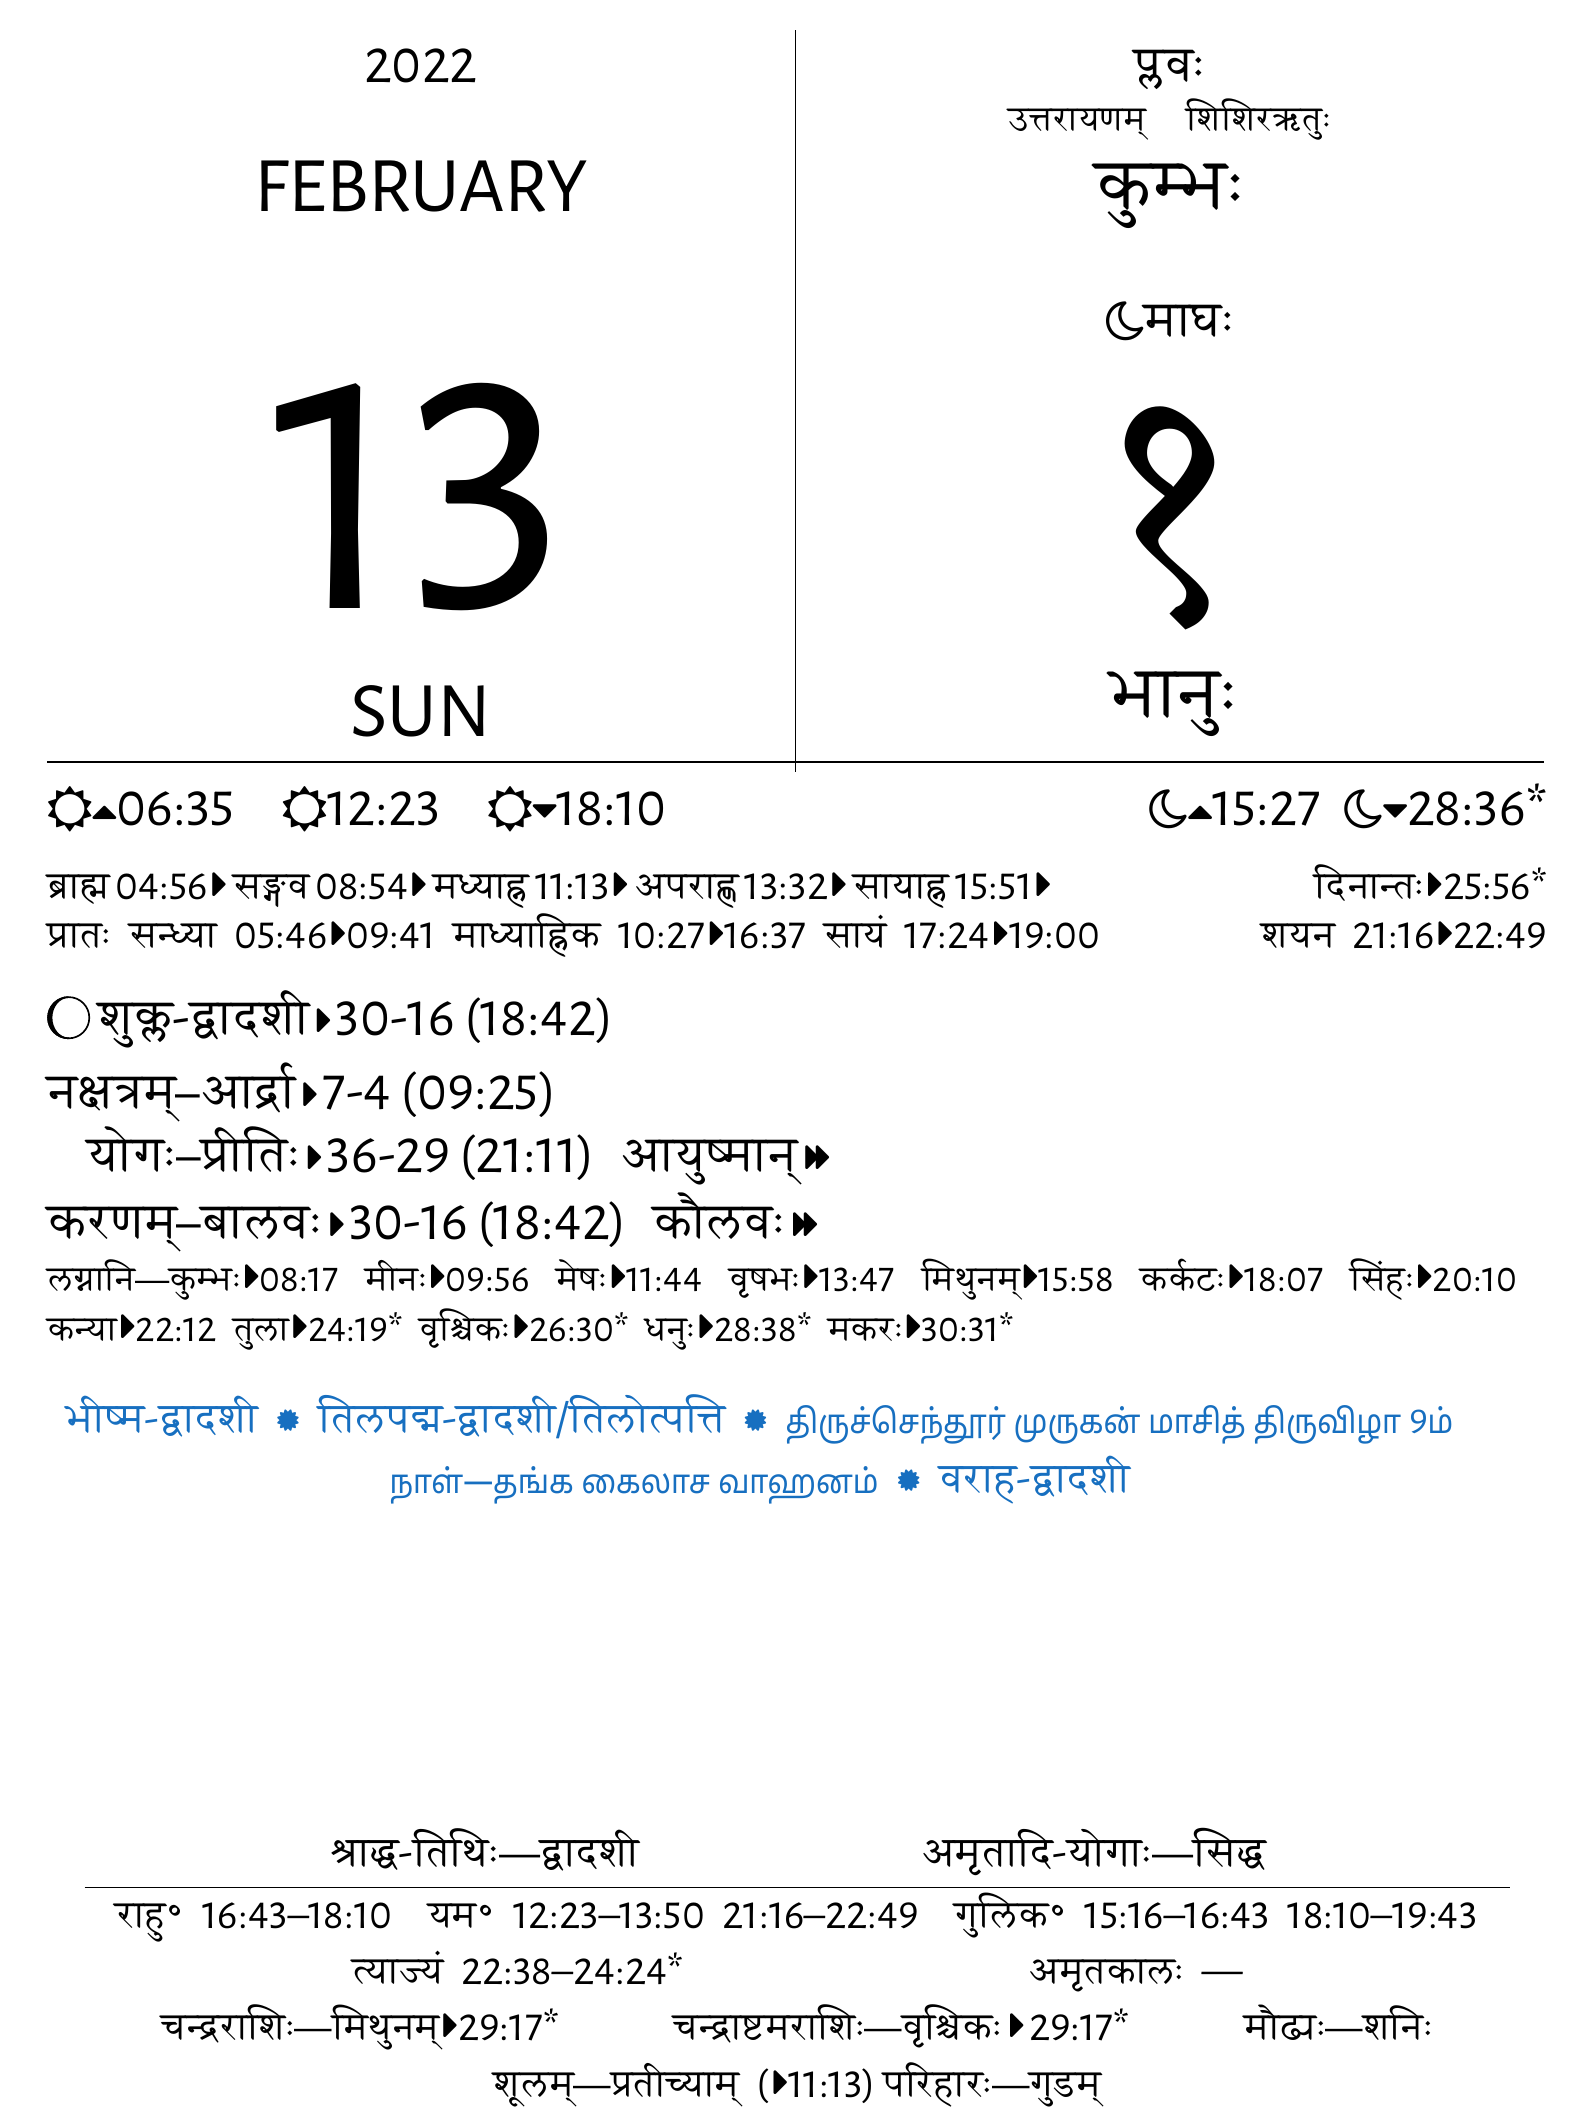 2022
FEBRUARY
13
SUN
प्लवः
उत्तरायणम् शिशिरऋतुः
कुम्भः
माघः
१
भानुः
06:35 12:23 18:10 15:27 28:36*
ब्राह्म 04:56 सङ्गव 08:54 मध्याह्न 11:13 अपराह्ण 13:32 सायाह्न 15:51 दिनान्तः 25:56*
प्रातः सन्ध्या 05:46 09:41 माध्याह्निक 10:27 16:37 सायं 17:24 19:00 शयन 21:16 22:49
शुक्ल-द्वादशी 30-16 (18:42)
नक्षत्रम्–आर्द्रा 7-4 (09:25)
योगः–प्रीतिः 36-29 (21:11) आयुष्मान्
करणम्–बालवः 30-16 (18:42) कौलवः
लग्नानि—कुम्भः 08:17 मीनः 09:56 मेषः 11:44 वृषभः 13:47 मिथुनम् 15:58 कर्कटः 18:07 सिंहः 20:10
कन्या 22:12 तुला 24:19* वृश्चिकः 26:30* धनुः 28:38* मकरः 30:31*
भीष्म-द्वादशी ✹ तिलपद्म-द्वादशी/तिलोत्पत्ति ✹ திருச்செந்தூர் முருகன் மாசித் திருவிழா 9ம்
நாள்—தங்க கைலாச வாஹனம் ✹ वराह-द्वादशी
श्राद्ध-तिथिः—द्वादशी अमृतादि-योगाः—सिद्ध
राहु॰ 16:43–18:10 यम॰ 12:23–13:50 21:16–22:49 गुलिक॰ 15:16–16:43 18:10–19:43
त्याज्यं 22:38–24:24* अमृतकालः —
चन्द्रराशिः—मिथुनम् 29:17* चन्द्राष्टमराशिः—वृश्चिकः 29:17* मौढ्यः—शनिः
शूलम्—प्रतीच्याम् (11:13) परिहारः—गुडम्